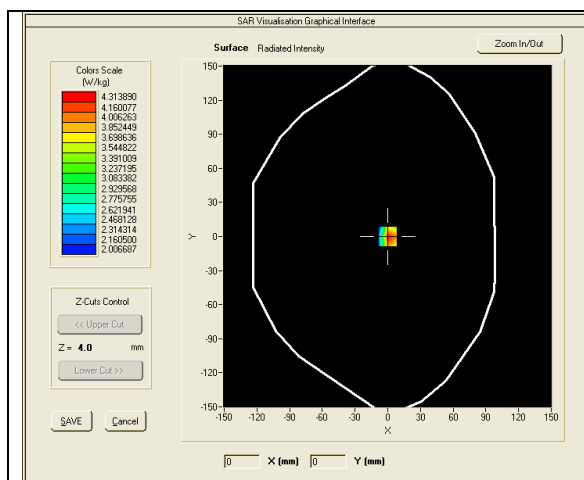 SAR Visualisation Graphical Interface
Surface Radiated Intensity
Zoom In/Out
Colors Scale
(W/kg)
4.313890
4.160077
4.006263
3.852449
3.698636
3.544822
3.391009
3.237195
3.083382
2.929568
2.775755
2.621941
2.468128
2.314314
2.160500
2.006687
Z-Cuts Control
<< Upper Cut
Z = 4.0 mm
Lower Cut >>
SAVE Cancel
150
120
90
60
30
0
-30
-60
-90
-120
-150
Y
-150 -120 -90 -60 -30 0 30 60 90 120 150
X
0 X (mm) 0 Y (mm)